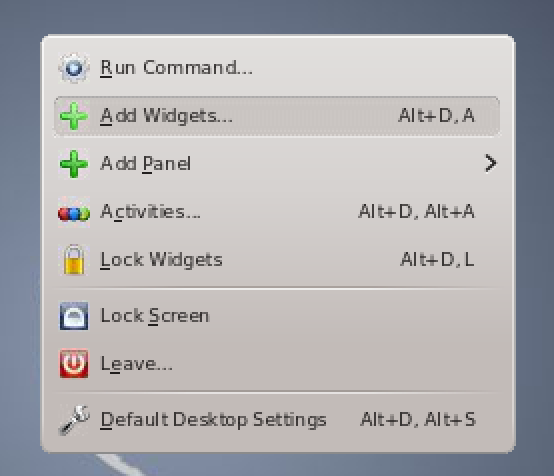 Run Command...
Add Widgets... Alt+D, A
Add Panel
Activities... Alt+D, Alt+A
Lock Widgets Alt+D, L
Lock Screen
Leave...
Default Desktop Settings Alt+D, Alt+S